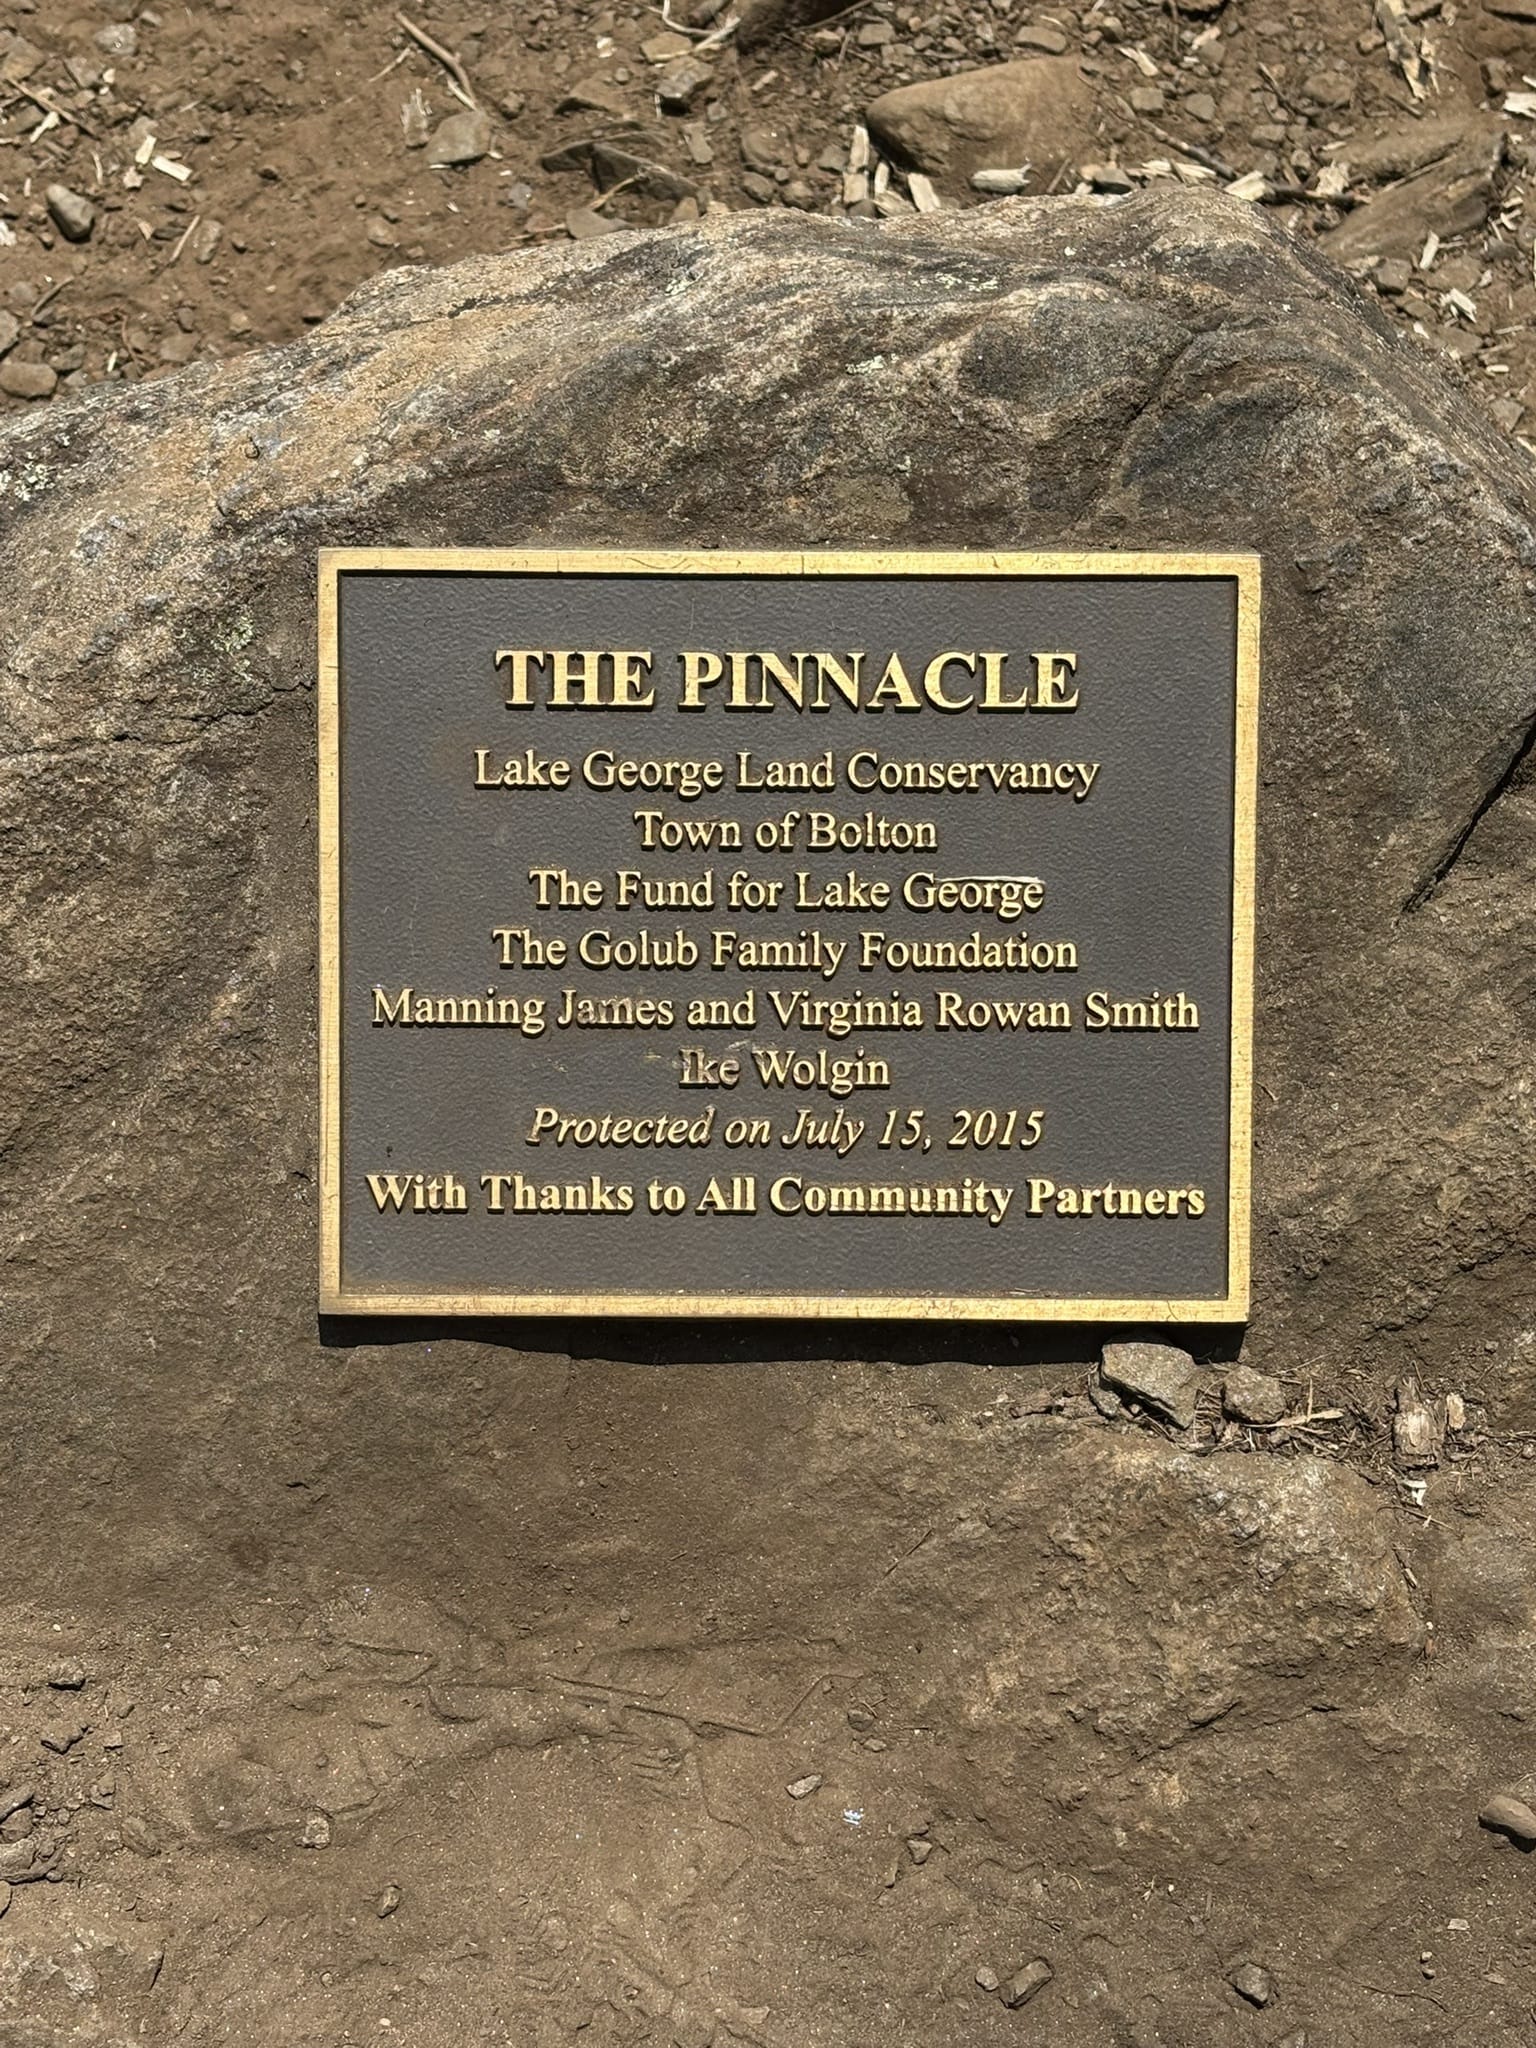 THE PINNACLE
Lake George Land Conservancy
Town of Bolton
The Fund for Lake George
The Golub Family Foundation
Manning James and Virginia Rowan Smith
Ike Wolgin
Protected on July 15, 2015
With Thanks to All Community Partners